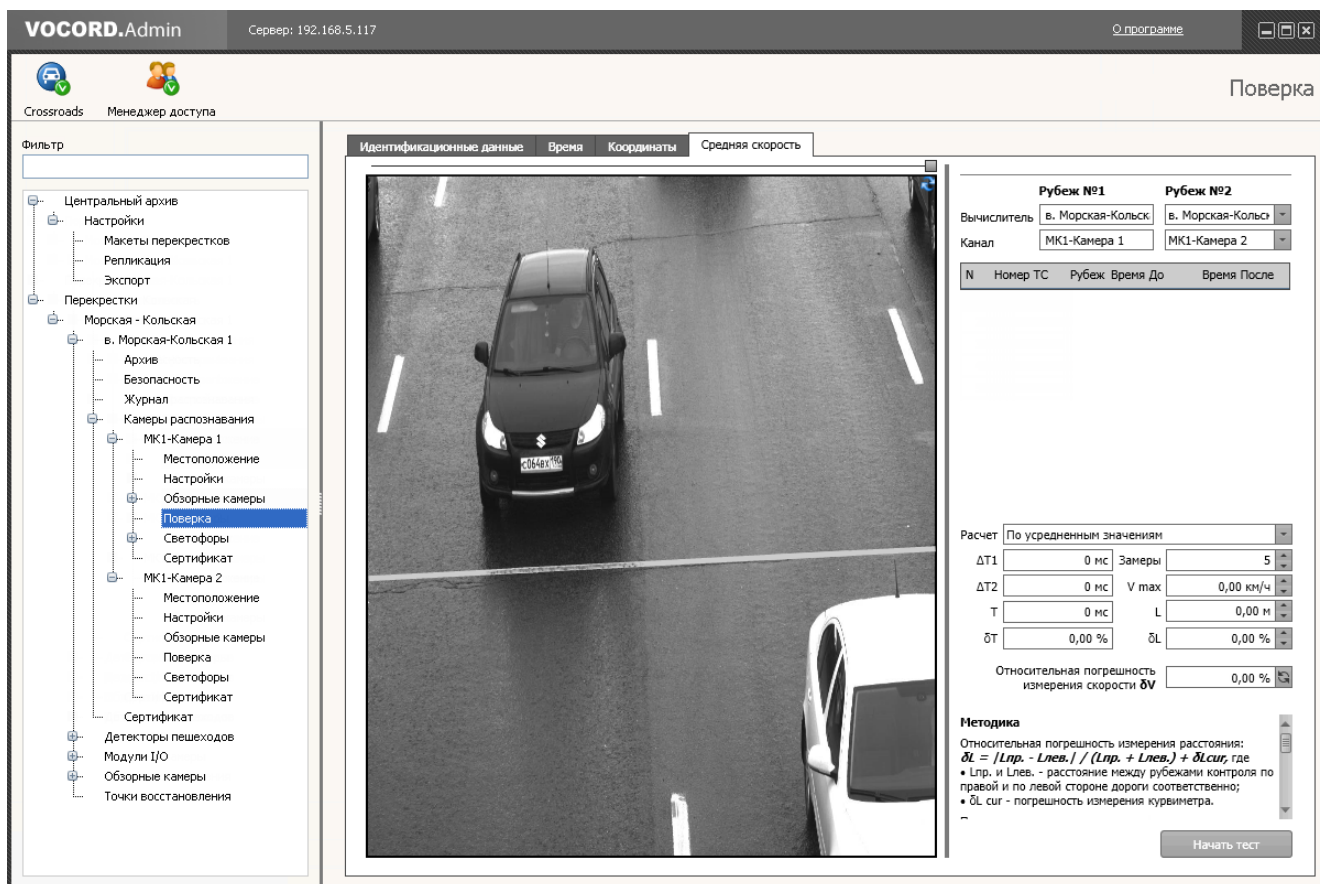 VOCORD.Admin
Сервер: 192.168.5.117
О программе
Crossroads
Менеджер доступа
Поверка
Фильтр
Центральный архив
Настройки
Макеты перекрестков
Репликация
Экспорт
Перекрестки
Морская - Кольская
в. Морская-Кольская 1
Архив
Безопасность
Журнал
Камеры распознавания
МК1-Камера 1
Местоположение
Настройки
Обзорные камеры
Поверка
Светофоры
Сертификат
МК1-Камера 2
Местоположение
Настройки
Обзорные камеры
Поверка
Светофоры
Сертификат
Сертификат
Детекторы пешеходов
Модули I/O
Обзорные камеры
Точки восстановления
Идентификационные данные Время Координаты Средняя скорость
с064вх 190
Рубеж №1 Рубеж №2
Вычислитель в. Морская-Кольск в. Морская-Кольск
Канал МК1-Камера 1 МК1-Камера 2
N Номер ТС Рубеж Время До Время После
Расчет По усредненным значениям
ΔT1 0 мс Замеры 5
ΔT2 0 мс V max 0,00 км/ч
T 0 мс L 0,00 м
δT 0,00 % δL 0,00 %
Относительная погрешность
измерения скорости δV 0,00 %
Методика
Относительная погрешность измерения расстояния:
δL = |Lпр. - Lлев.| / (Lпр. + Lлев.) + δLcur, где
• Lпр. и Lлев. - расстояние между рубежами контроля по
правой и по левой стороне дороги соответственно;
• δL cur - погрешность измерения курвиметра.
Начать тест